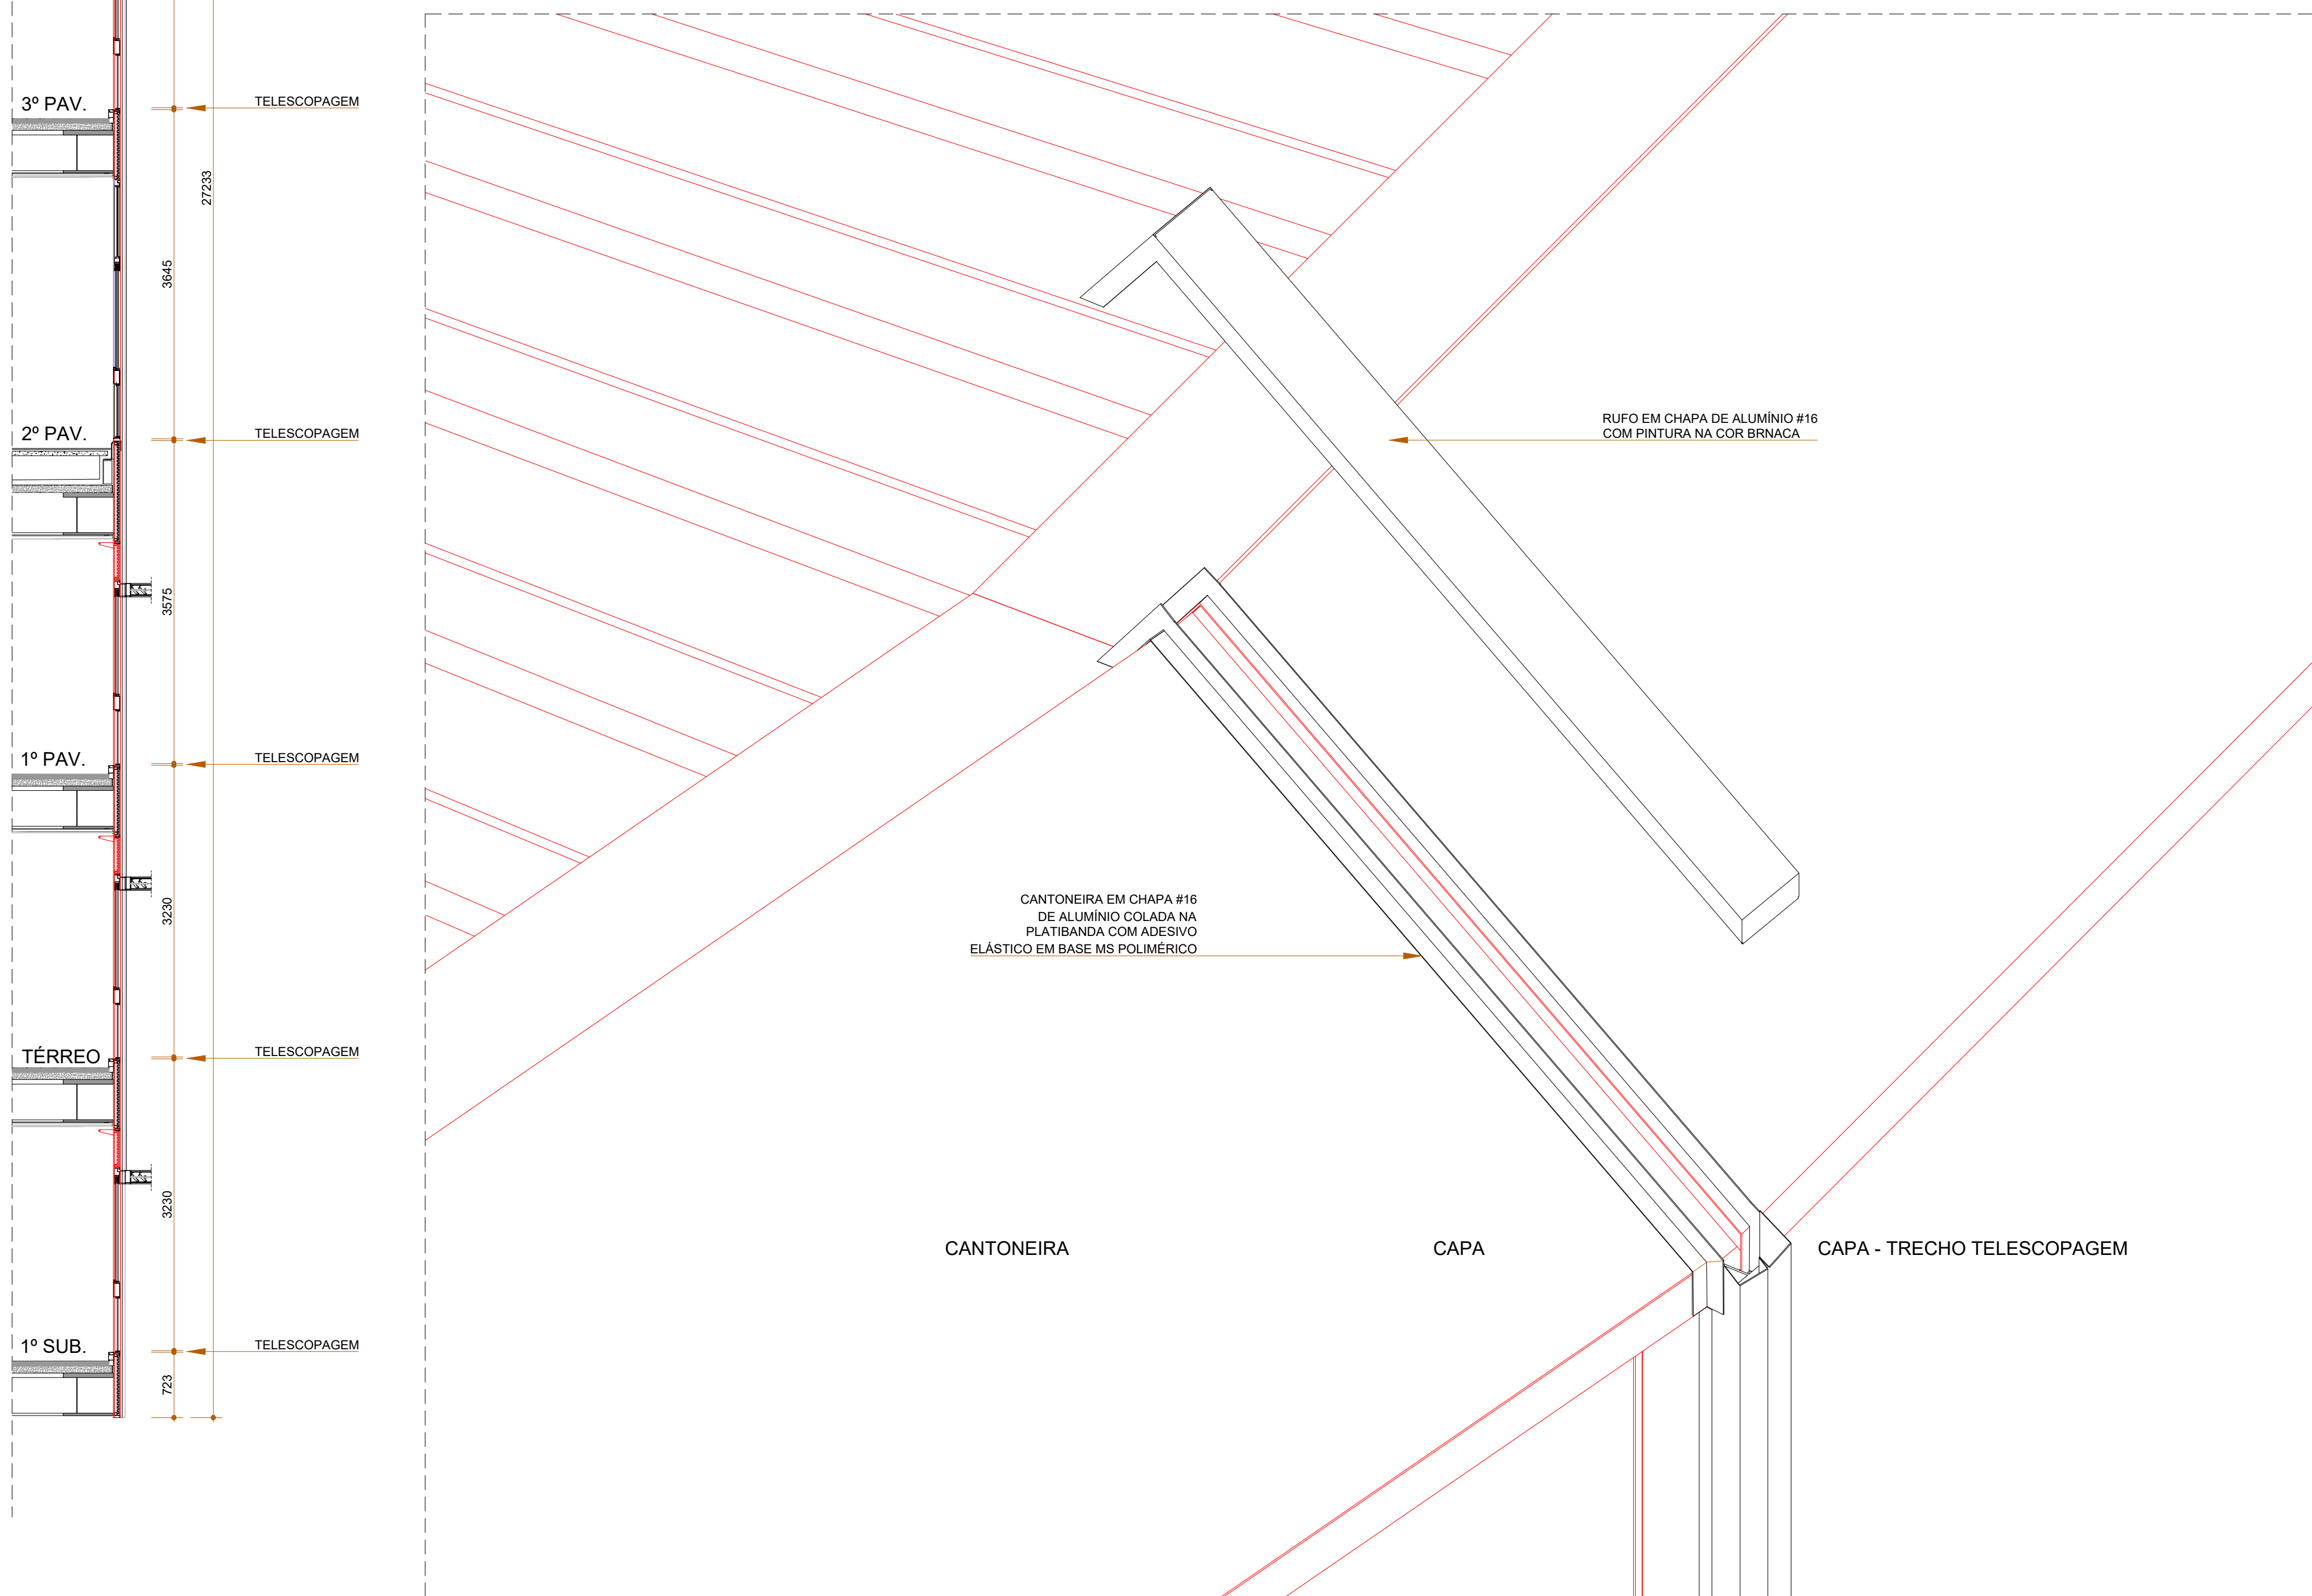 3º PAV.
TELESCOPAGEM
27233
3645
2º PAV.
TELESCOPAGEM
3575
1º PAV.
TELESCOPAGEM
3230
TÉRREO
TELESCOPAGEM
3230
1º SUB.
TELESCOPAGEM
723
RUFO EM CHAPA DE ALUMÍNIO #16
COM PINTURA NA COR BRNACA
CANTONEIRA EM CHAPA #16
DE ALUMÍNIO COLADA NA
PLATIBANDA COM ADESIVO
ELÁSTICO EM BASE MS POLIMÉRICO
CANTONEIRA
CAPA
CAPA - TRECHO TELESCOPAGEM